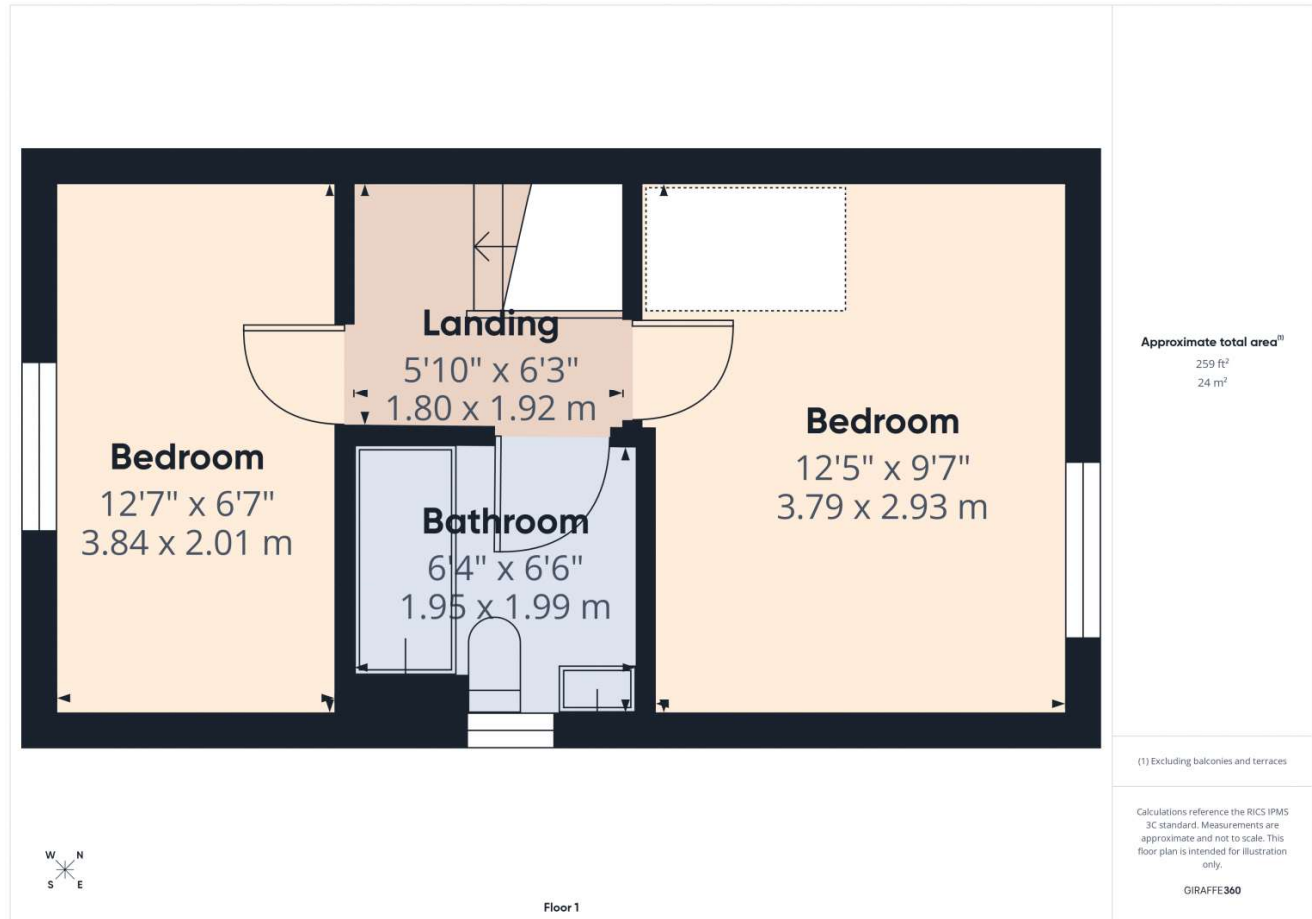 Landing
5'10" x 6'3"
1.80 x 1.92 m
Bedroom
12'7" x 6'7"
3.84 x 2.01 m
Bathroom
6'4" x 6'6"
1.95 x 1.99 m
Bedroom
12'5" x 9'7"
3.79 x 2.93 m
W N
S E
Floor 1
Approximate total area⁽¹⁾
259 ft²
24 m²
(1) Excluding balconies and terraces
Calculations reference the RICS IPMS
3C standard. Measurements are
approximate and not to scale. This
floor plan is intended for illustration
only.
GIRAFFE360